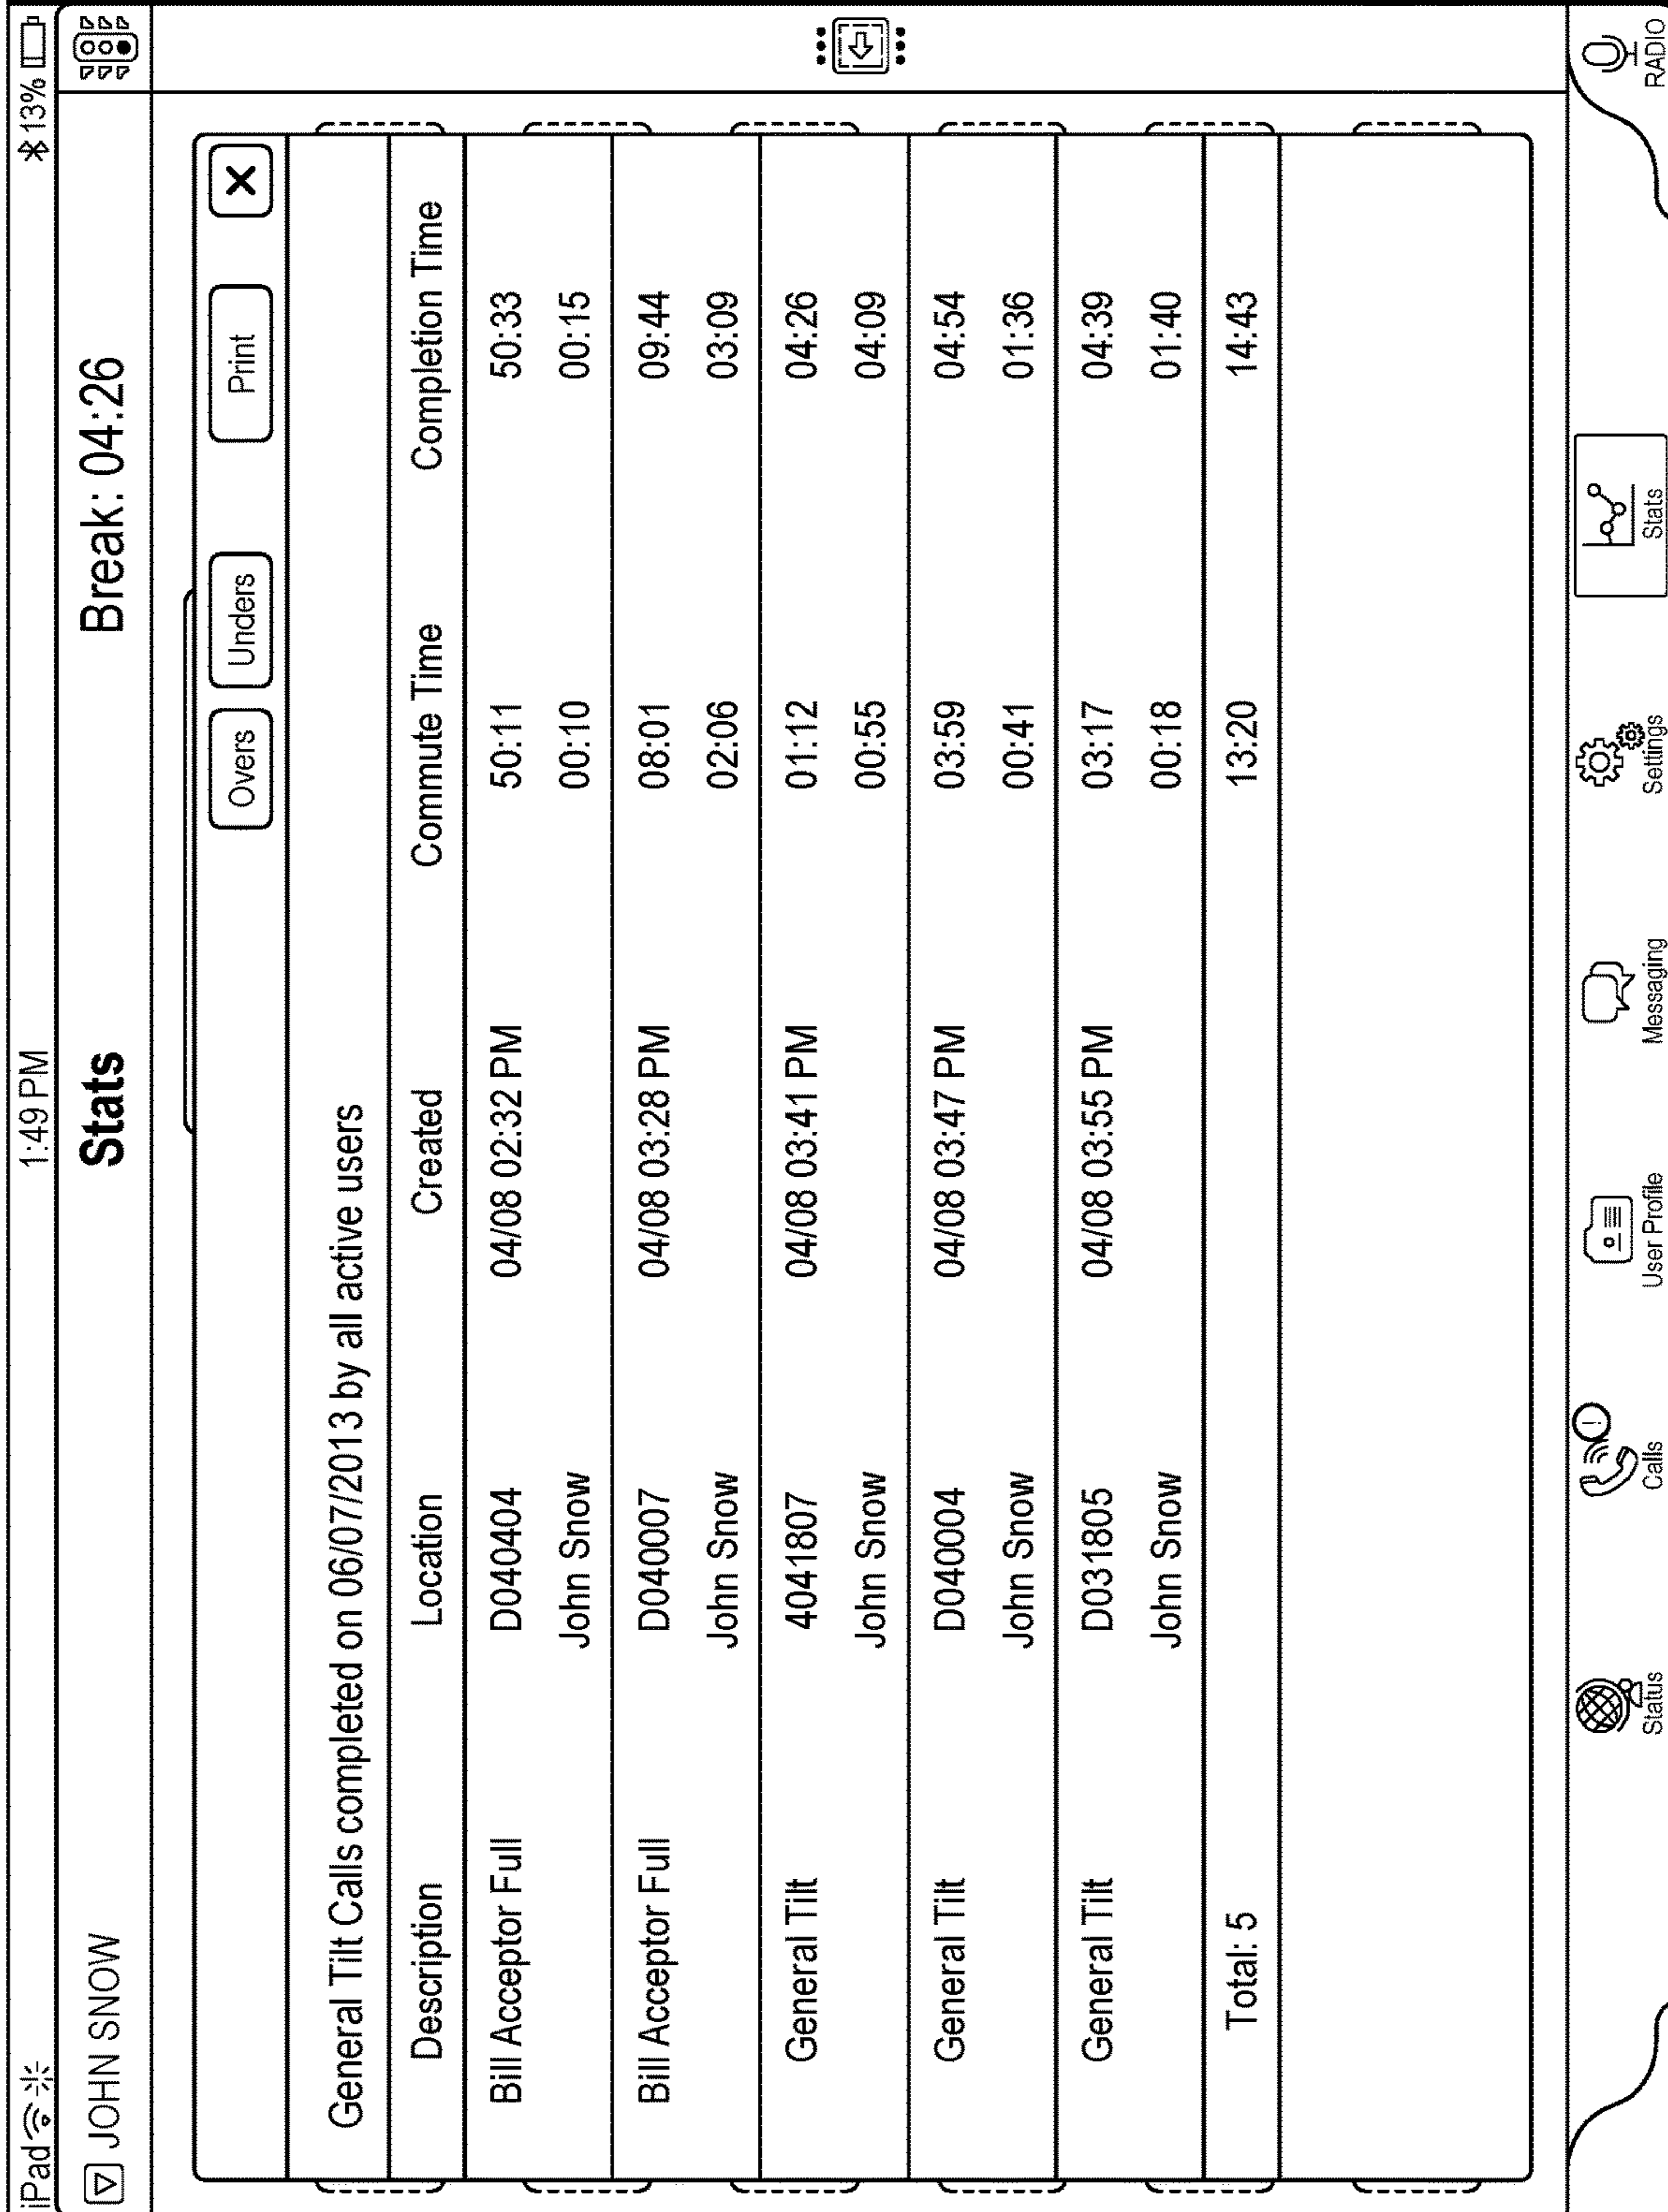 iPad 1:49 PM 13%
JOHN SNOW Stats Break: 04:26
Overs Unders Print X
General Tilt Calls completed on 06/07/2013 by all active users
Description Location Created Commute Time Completion Time
Bill Acceptor Full D040404 04/08 02:32 PM 50:11 50:33
John Snow 00:10 00:15
Bill Acceptor Full D040007 04/08 03:28 PM 08:01 09:44
John Snow 02:06 03:09
General Tilt 4041807 04/08 03:41 PM 01:12 04:26
John Snow 00:55 04:09
General Tilt D040004 04/08 03:47 PM 03:59 04:54
John Snow 00:41 01:36
General Tilt D031805 04/08 03:55 PM 03:17 04:39
John Snow 00:18 01:40
Total: 5 13:20 14:43
Status Calls User Profile Messaging Settings Stats RADIO